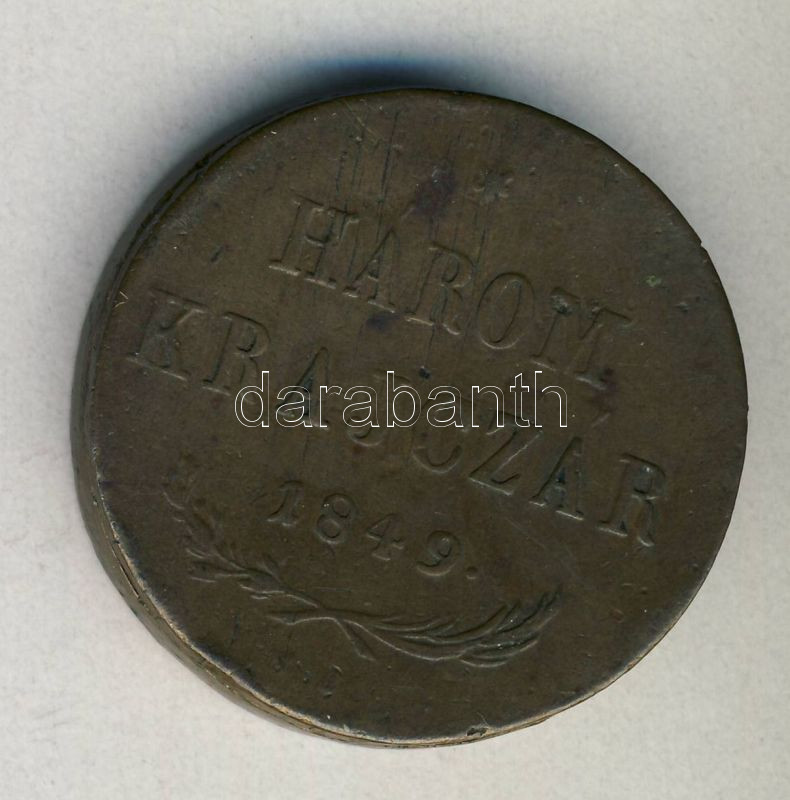 HÁROM
KRAJCZÁR
1849.
darabanth